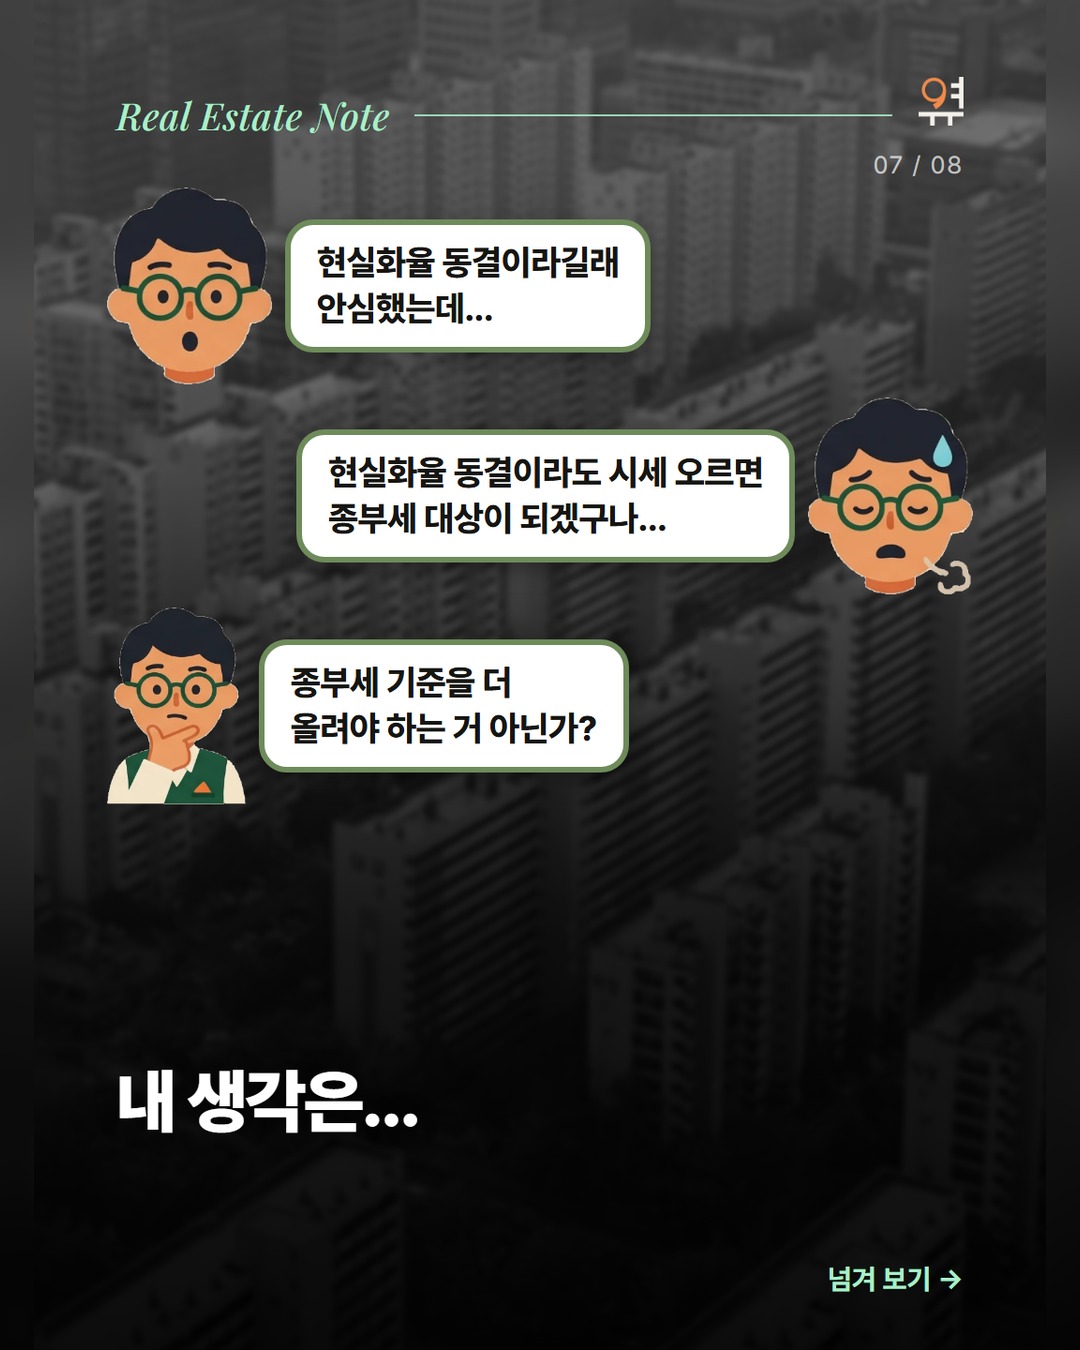 Real Estate Note
07 / 08
현실화율 동결이라길래
안심했는데...
현실화율 동결이라도 시세 오르면
종부세 대상이 되겠구나...
종부세 기준을 더
올려야 하는 거 아닌가?
내 생각은...
넘겨 보기 →